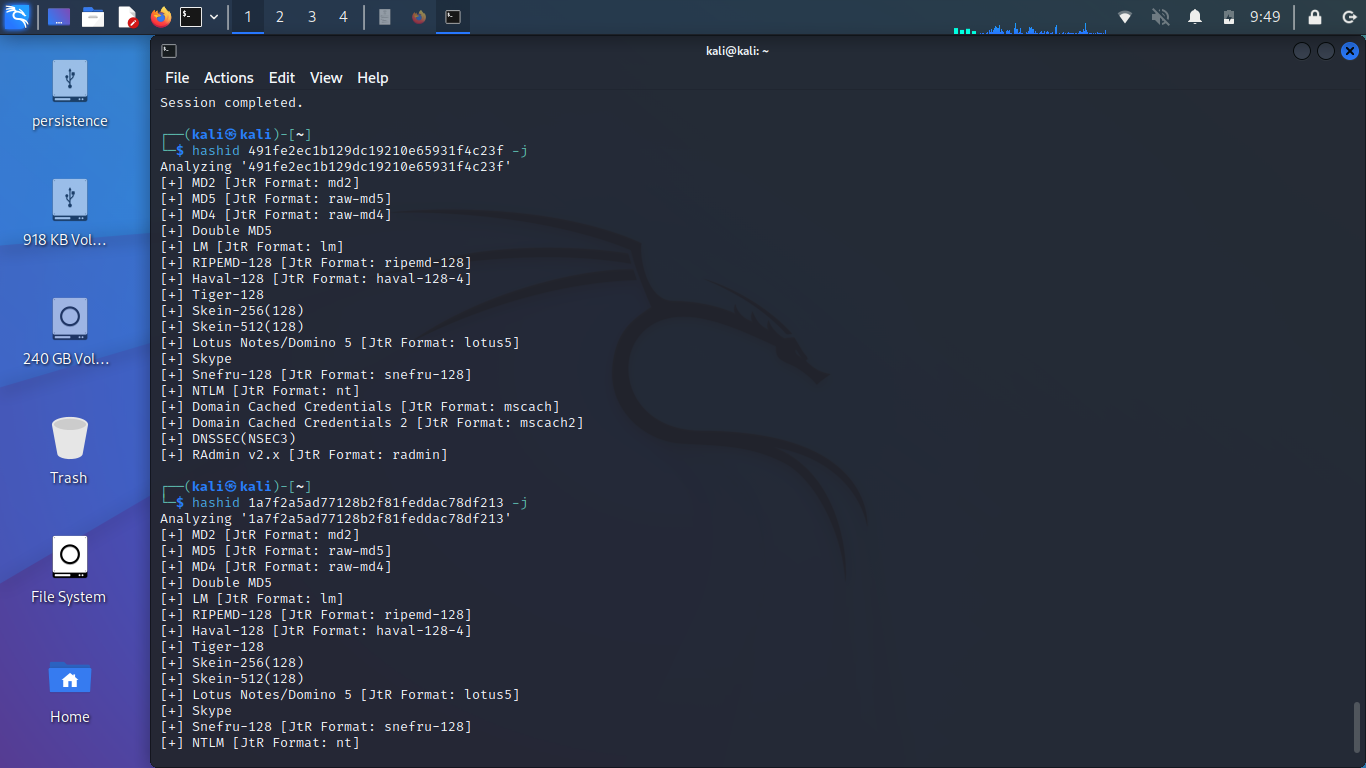 1 2 3 4 9:49
kali@kali: ~
File Actions Edit View Help
persistence
918 KB Vol...
240 GB Vol...
Trash
File System
Home
Session completed.
┌──(kali㉿kali)-[~]
└─$ hashid 491fe2ec1b129dc19210e65931f4c23f -j
Analyzing '491fe2ec1b129dc19210e65931f4c23f'
[+] MD2 [JtR Format: md2]
[+] MD5 [JtR Format: raw-md5]
[+] MD4 [JtR Format: raw-md4]
[+] Double MD5
[+] LM [JtR Format: lm]
[+] RIPEMD-128 [JtR Format: ripemd-128]
[+] Haval-128 [JtR Format: haval-128-4]
[+] Tiger-128
[+] Skein-256(128)
[+] Skein-512(128)
[+] Lotus Notes/Domino 5 [JtR Format: lotus5]
[+] Skype
[+] Snefru-128 [JtR Format: snefru-128]
[+] NTLM [JtR Format: nt]
[+] Domain Cached Credentials [JtR Format: mscach]
[+] Domain Cached Credentials 2 [JtR Format: mscach2]
[+] DNSSEC(NSEC3)
[+] RAdmin v2.x [JtR Format: radmin]
┌──(kali㉿kali)-[~]
└─$ hashid 1a7f2a5ad77128b2f81feddac78df213 -j
Analyzing '1a7f2a5ad77128b2f81feddac78df213'
[+] MD2 [JtR Format: md2]
[+] MD5 [JtR Format: raw-md5]
[+] MD4 [JtR Format: raw-md4]
[+] Double MD5
[+] LM [JtR Format: lm]
[+] RIPEMD-128 [JtR Format: ripemd-128]
[+] Haval-128 [JtR Format: haval-128-4]
[+] Tiger-128
[+] Skein-256(128)
[+] Skein-512(128)
[+] Lotus Notes/Domino 5 [JtR Format: lotus5]
[+] Skype
[+] Snefru-128 [JtR Format: snefru-128]
[+] NTLM [JtR Format: nt]